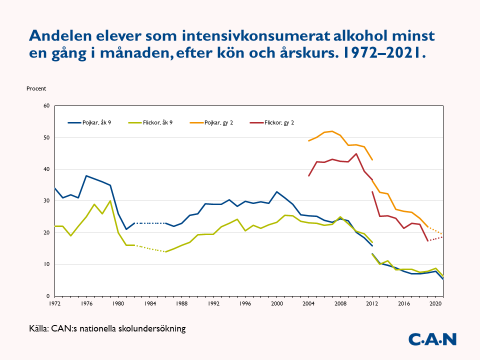 Andelen elever som intensivkonsumerat alkohol minst
en gång i månaden, efter kön och årskurs. 1972–2021.
Procent
60
50
40
30
20
10
0
Pojkar, åk 9 Flickor, åk 9 Pojkar, gy 2 Flickor, gy 2
1972 1976 1980 1984 1988 1992 1996 2000 2004 2008 2012 2016 2020
Källa: CAN:s nationella skolundersökning
C·A·N